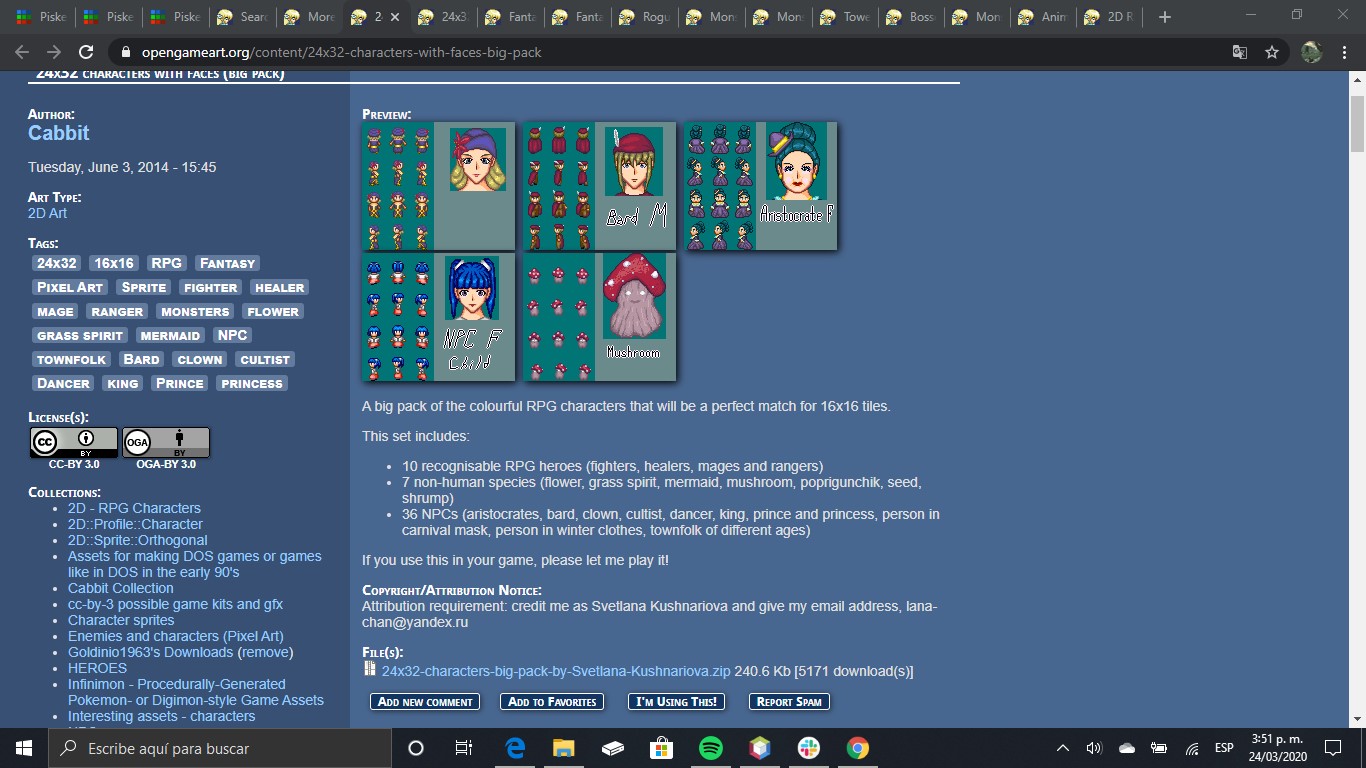 Piske
Piske
Piske
Searc
More
2
24x3
Fanta
Fanta
Rogu
Mon
Mon
Towe
Boss
Mon
Anim
2D R
opengameart.org/content/24x32-characters-with-faces-big-pack
24x32 characters with faces (big pack)
Author:
Cabbit
Tuesday, June 3, 2014 - 15:45
Art Type:
2D Art
Tags:
24x32 16x16 RPG Fantasy
Pixel Art Sprite fighter healer
mage ranger monsters flower
grass spirit mermaid NPC
townfolk Bard clown cultist
Dancer king Prince princess
License(s):
CC BY OGA BY
CC-BY 3.0 OGA-BY 3.0
Collections:
2D - RPG Characters
2D::Profile::Character
2D::Sprite::Orthogonal
Assets for making DOS games or games
like in DOS in the early 90's
Cabbit Collection
cc-by-3 possible game kits and gfx
Character sprites
Enemies and characters (Pixel Art)
Goldinio1963's Downloads (remove)
HEROES
Infinimon - Procedurally-Generated
Pokemon- or Digimon-style Game Assets
Interesting assets - characters
Preview:
Bard M
Aristocrate F
NPC F
Child
Mushroom
A big pack of the colourful RPG characters that will be a perfect match for 16x16 tiles.
This set includes:
10 recognisable RPG heroes (fighters, healers, mages and rangers)
7 non-human species (flower, grass spirit, mermaid, mushroom, poprigunchik, seed,
shrump)
36 NPCs (aristocrates, bard, clown, cultist, dancer, king, prince and princess, person in
carnival mask, person in winter clothes, townfolk of different ages)
If you use this in your game, please let me play it!
Copyright/Attribution Notice:
Attribution requirement: credit me as Svetlana Kushnariova and give my email address, lana-
chan@yandex.ru
File(s):
24x32-characters-big-pack-by-Svetlana-Kushnariova.zip 240.6 Kb [5171 download(s)]
Add new comment Add to Favorites I'm Using This! Report Spam
Escribe aquí para buscar
ESP
3:51 p. m.
24/03/2020